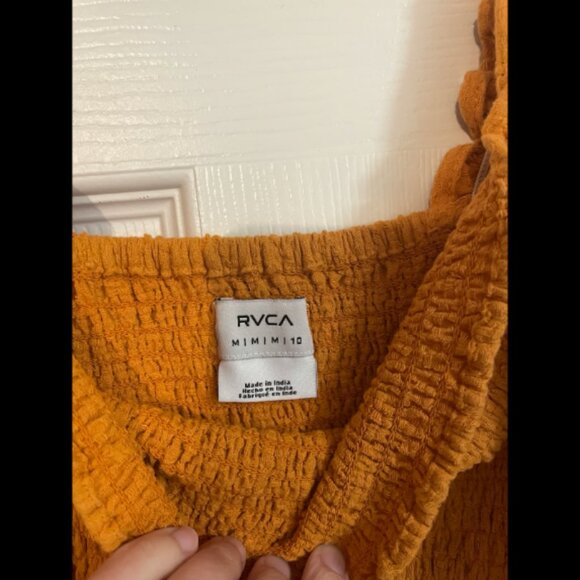 RVCA
M | M | M | 10
Made in India
Hecho en India
Fabriqué en Inde